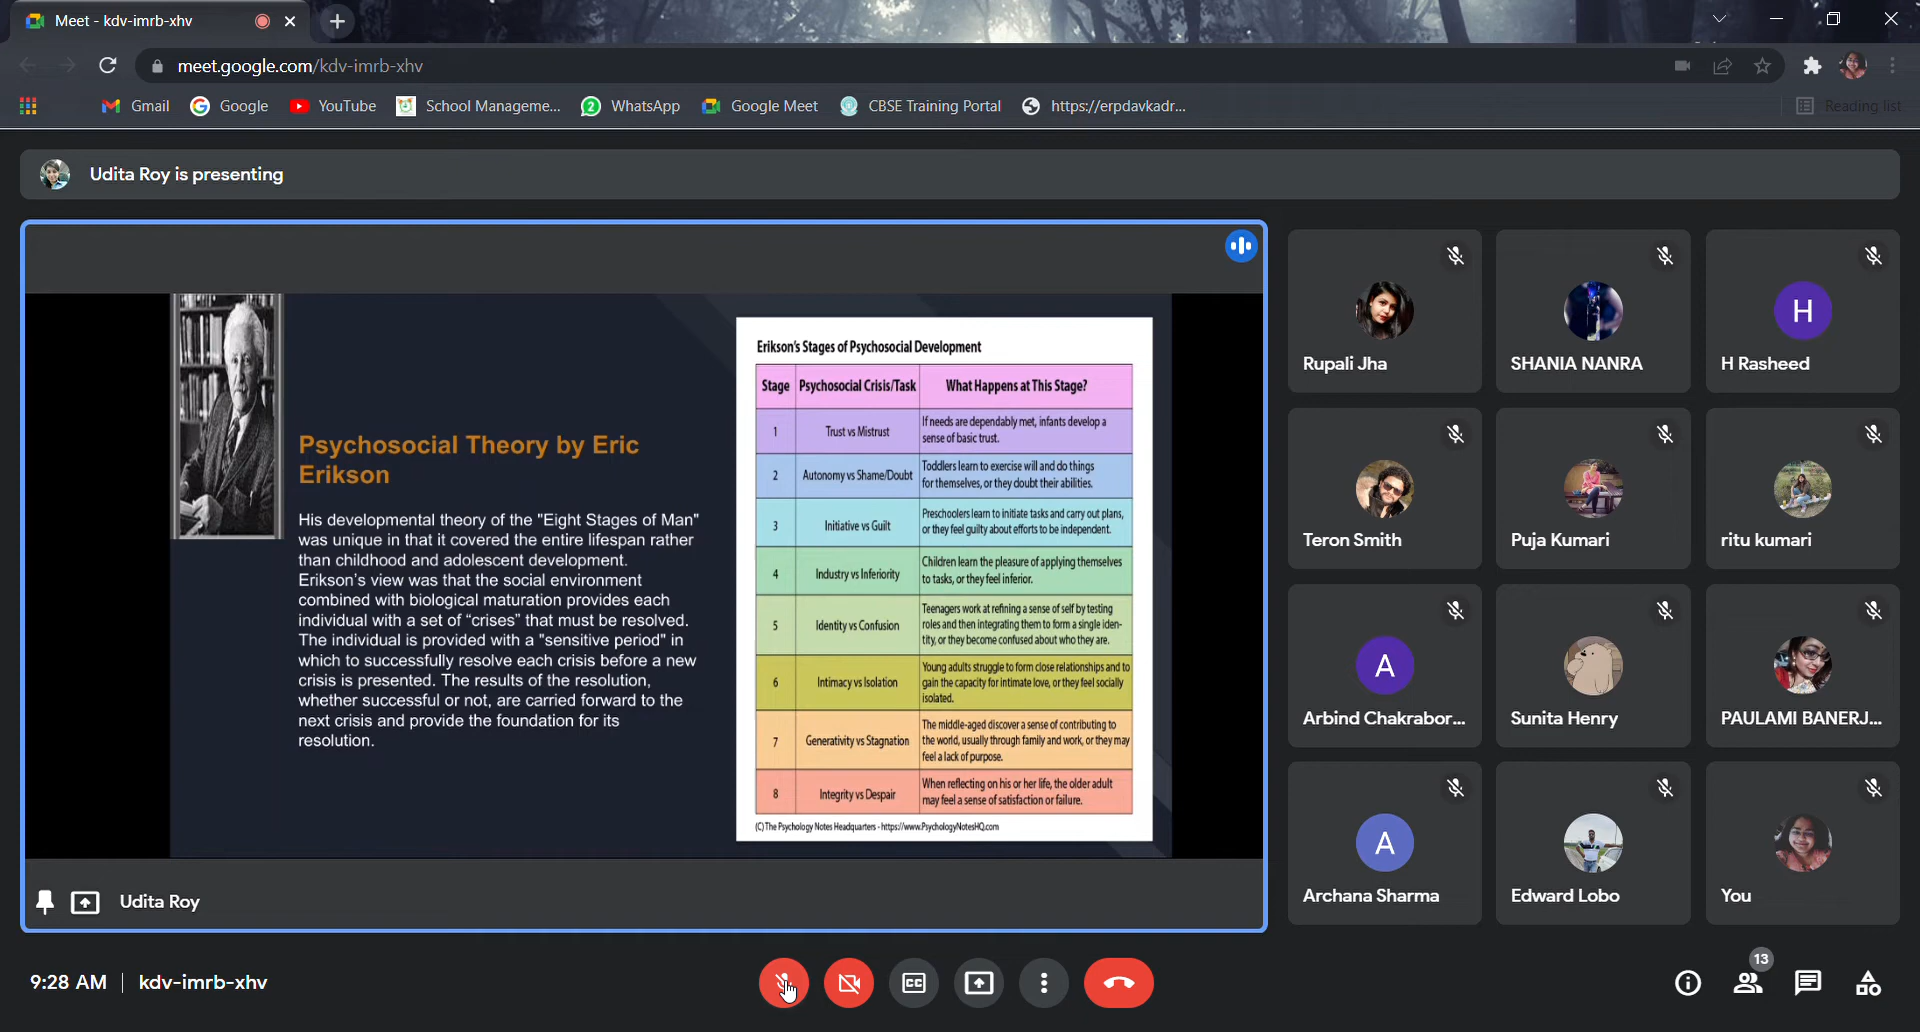 Meet - kdv-imrb-xhv
meet.google.com/kdv-imrb-xhv
Gmail
Google
YouTube
School Manageme...
WhatsApp
Google Meet
CBSE Training Portal
https://erpdavkadr...
Reading list
Udita Roy is presenting
Psychosocial Theory by Eric
Erikson
His developmental theory of the "Eight Stages of Man"
was unique in that it covered the entire lifespan rather
than childhood and adolescent development.
Erikson's view was that the social environment
combined with biological maturation provides each
individual with a set of “crises” that must be resolved.
The individual is provided with a "sensitive period" in
which to successfully resolve each crisis before a new
crisis is presented. The results of the resolution,
whether successful or not, are carried forward to the
next crisis and provide the foundation for its
resolution.
Erikson's Stages of Psychosocial Development
Stage Psychosocial Crisis/Task What Happens at This Stage?
1 Trust vs Mistrust
If needs are dependably met, infants develop a
sense of basic trust.
2 Autonomy vs Shame/Doubt
Toddlers learn to exercise will and do things
for themselves, or they doubt their abilities.
3 Initiative vs Guilt
Preschoolers learn to initiate tasks and carry out plans,
or they feel guilty about efforts to be independent.
4 Industry vs Inferiority
Children learn the pleasure of applying themselves
to tasks, or they feel inferior.
5 Identity vs Confusion
Teenagers work at refining a sense of self by testing
roles and then integrating them to form a single iden-
tity, or they become confused about who they are.
6 Intimacy vs Isolation
Young adults struggle to form close relationships and to
gain the capacity for intimate love, or they feel socially
isolated.
7 Generativity vs Stagnation
The middle-aged discover a sense of contributing to
the world, usually through family and work, or they may
feel a lack of purpose.
8 Integrity vs Despair
When reflecting on his or her life, the older adult
may feel a sense of satisfaction or failure.
(C) The Psychology Notes Headquarters - https://www.PsychologyNotesHQ.com
Udita Roy
Rupali Jha
SHANIA NANRA
H
H Rasheed
Teron Smith
Puja Kumari
ritu kumari
A
Arbind Chakrabor...
Sunita Henry
PAULAMI BANERJ...
A
Archana Sharma
Edward Lobo
You
9:28 AM
kdv-imrb-xhv
CC
13